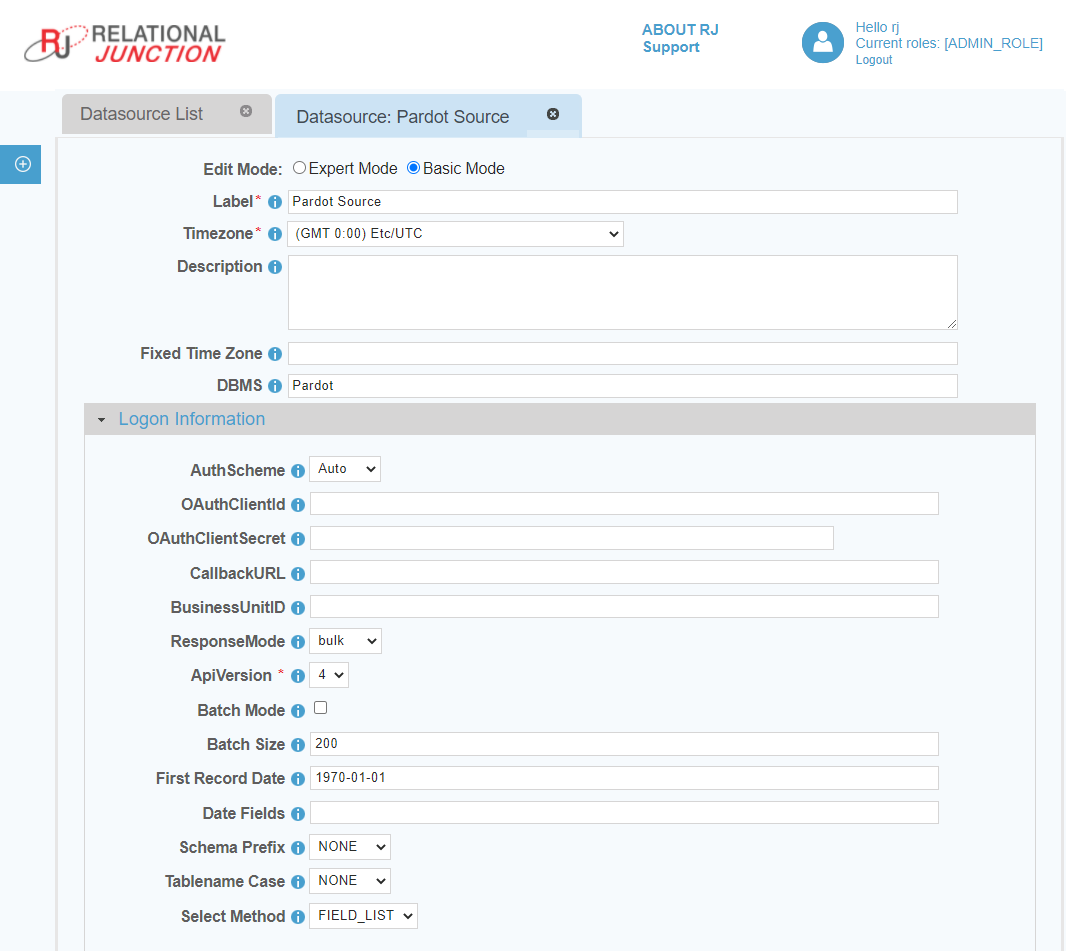 RJ RELATIONAL
JUNCTION
ABOUT RJ
Support
Hello rj
Current roles: [ADMIN_ROLE]
Logout
Datasource List
Datasource: Pardot Source
Edit Mode: Expert Mode Basic Mode
Label* Pardot Source
Timezone* (GMT 0:00) Etc/UTC
Description
Fixed Time Zone
DBMS Pardot
Logon Information
AuthScheme Auto
OAuthClientId
OAuthClientSecret
CallbackURL
BusinessUnitID
ResponseMode bulk
ApiVersion * 4
Batch Mode
Batch Size 200
First Record Date 1970-01-01
Date Fields
Schema Prefix NONE
Tablename Case NONE
Select Method FIELD_LIST